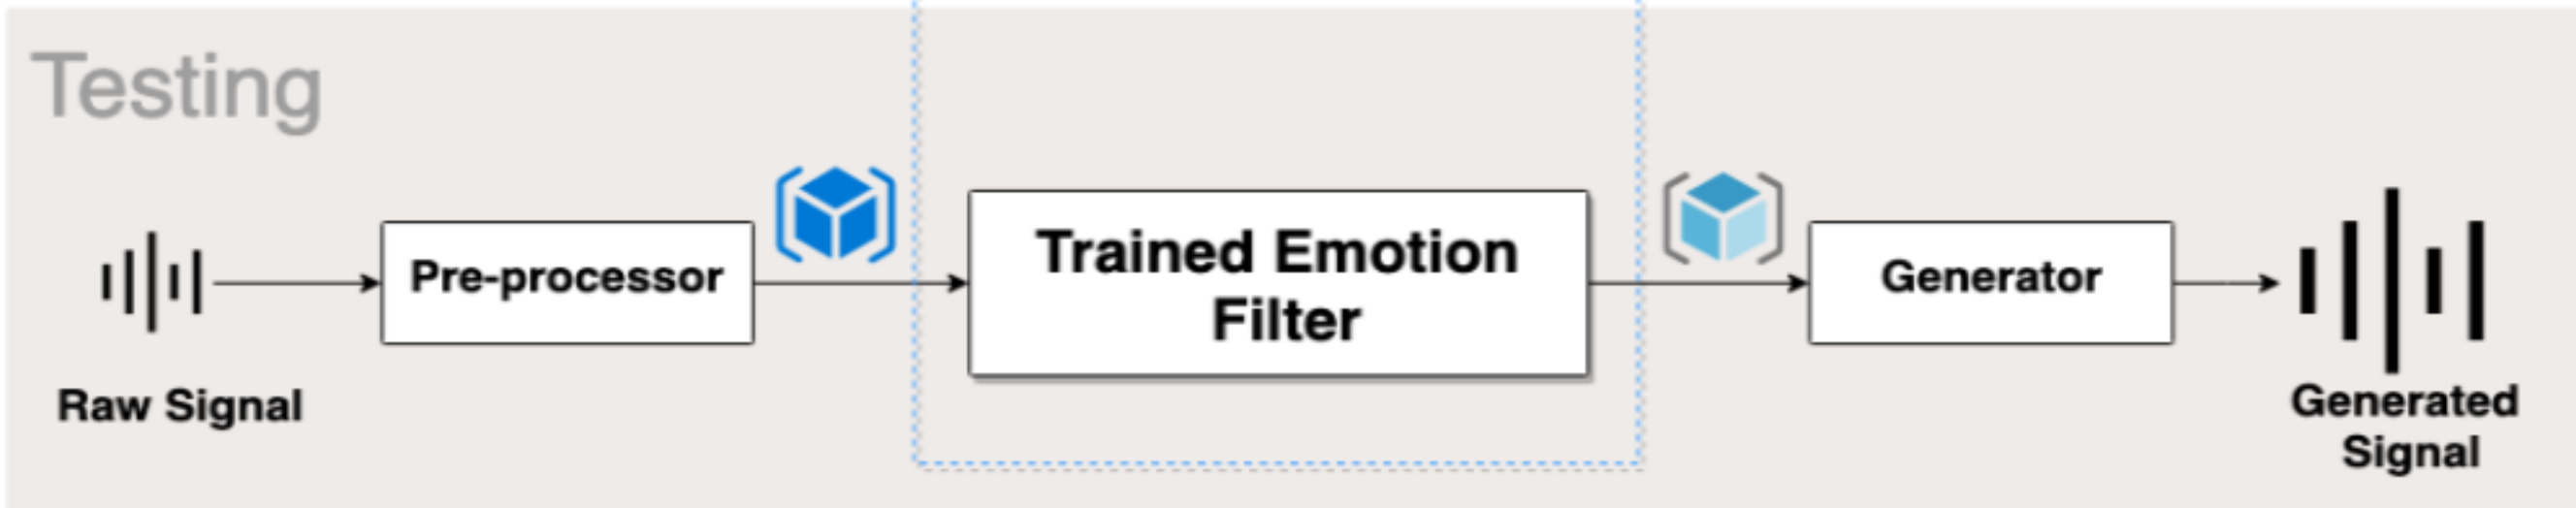 Testing
Pre-processor
Trained Emotion
Filter
Generator
Raw Signal
Generated
Signal